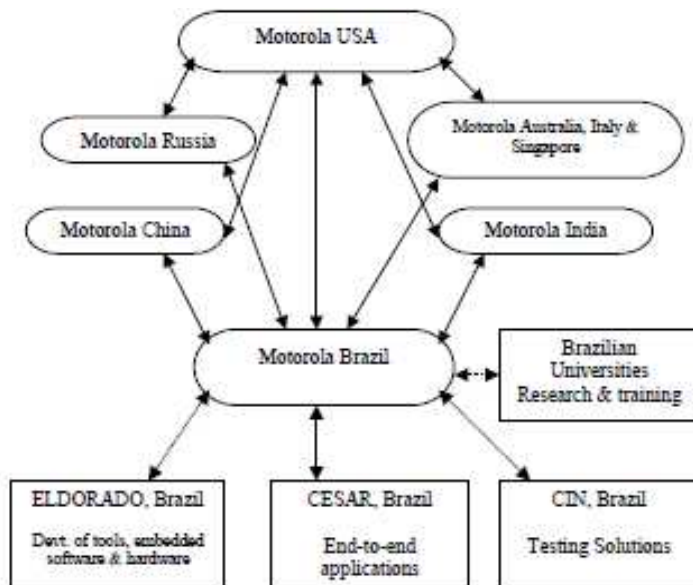 Motorola USA
Motorola Russia
Motorola Australia, Italy &
Singapore
Motorola China
Motorola India
Motorola Brazil
Brazilian
Universities
Research & training
ELDORADO, Brazil
Devt. of tools, embedded
software & hardware
CESAR, Brazil
End-to-end
applications
CIN, Brazil
Testing Solutions